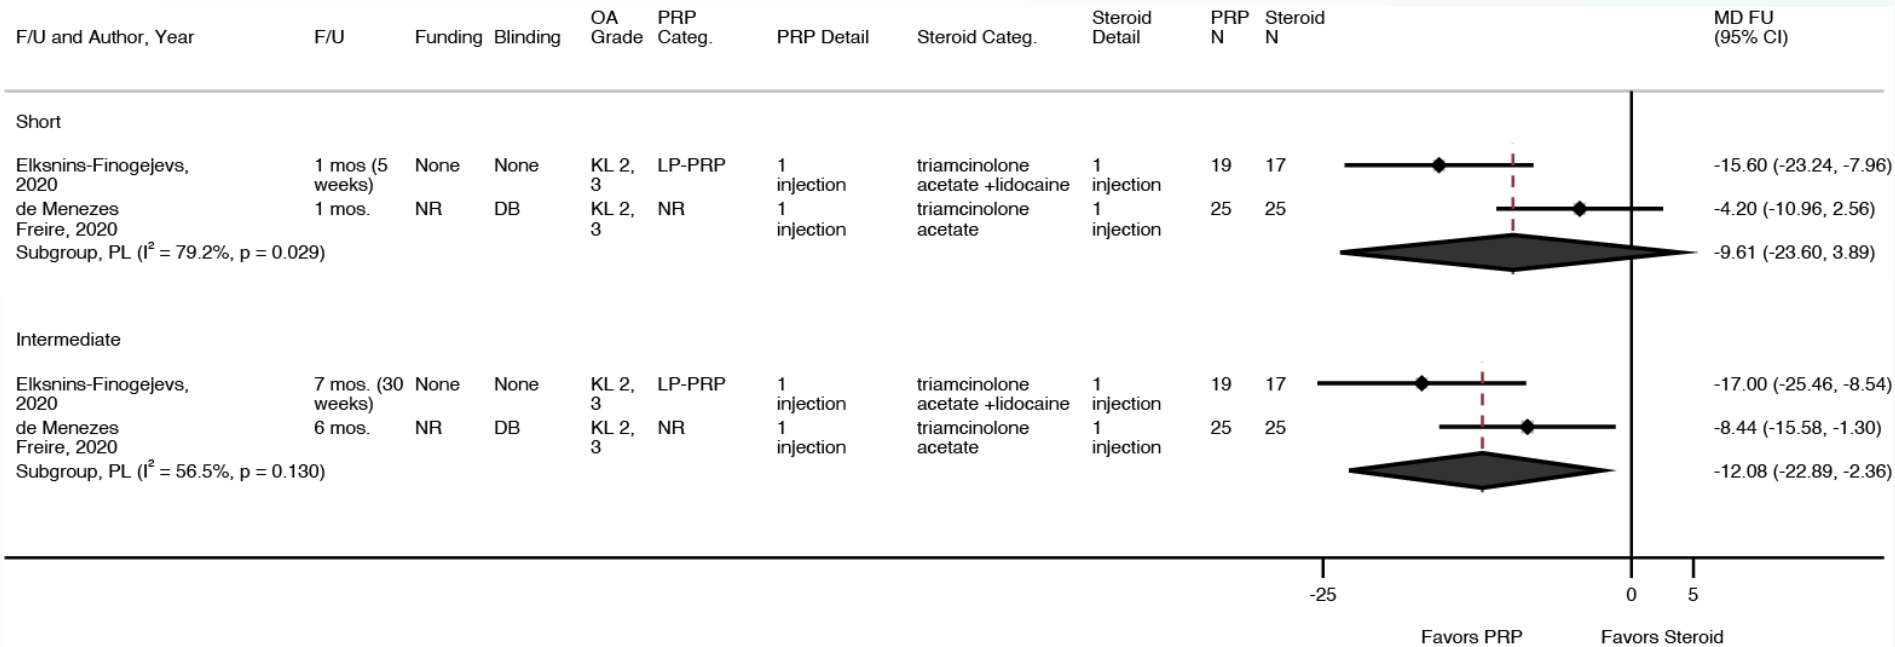 F/U and Author, Year F/U Funding Blinding OA Grade PRP Categ. PRP Detail Steroid Categ. Steroid Detail PRP N Steroid N MD FU (95% CI)
Short
Elksnins-Finogejevs, 1 mos (5 None None KL 2, LP-PRP 1 triamcinolone 1 19 17 -15.60 (-23.24, -7.96)
2020 weeks) 3 injection acetate +lidocaine injection
de Menezes 1 mos. NR DB KL 2, NR 1 triamcinolone 1 25 25 -4.20 (-10.96, 2.56)
Freire, 2020 3 injection acetate injection
Subgroup, PL (I² = 79.2%, p = 0.029) -9.61 (-23.60, 3.89)
Intermediate
Elksnins-Finogejevs, 7 mos. (30 None None KL 2, LP-PRP 1 triamcinolone 1 19 17 -17.00 (-25.46, -8.54)
2020 weeks) 3 injection acetate +lidocaine injection
de Menezes 6 mos. NR DB KL 2, NR 1 triamcinolone 1 25 25 -8.44 (-15.58, -1.30)
Freire, 2020 3 injection acetate injection
Subgroup, PL (I² = 56.5%, p = 0.130) -12.08 (-22.89, -2.36)
-25 0 5
Favors PRP Favors Steroid